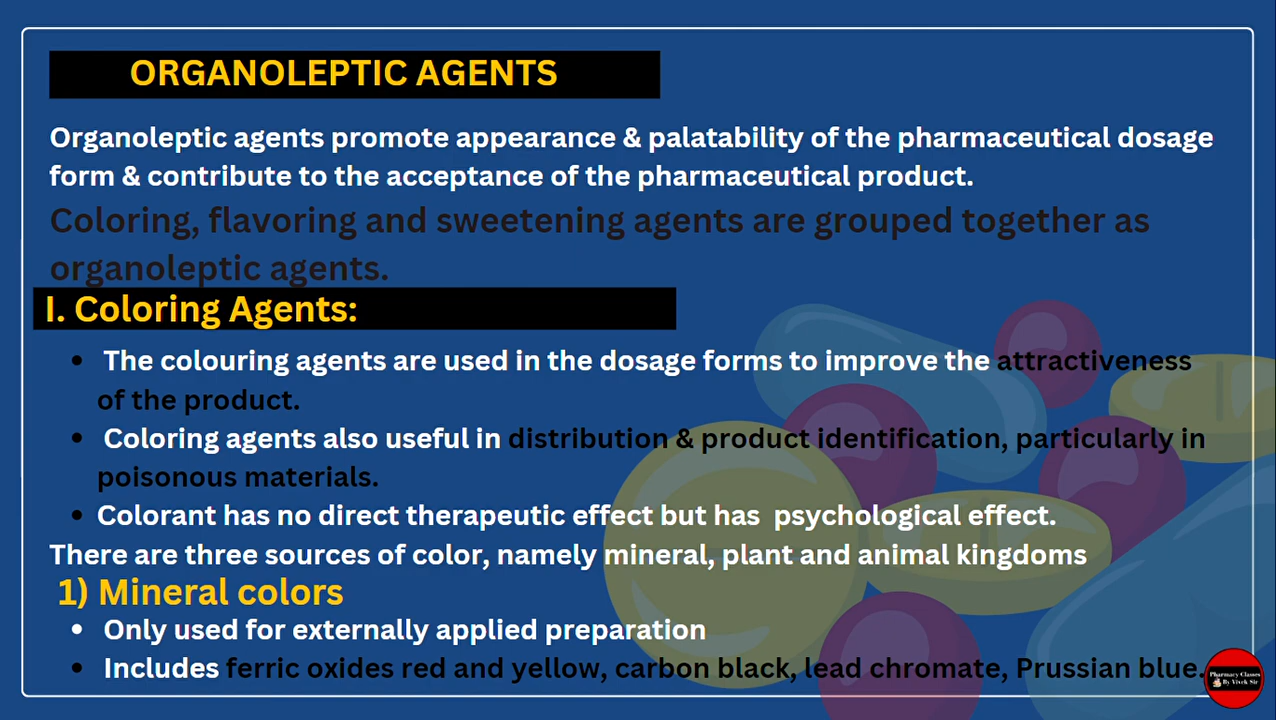 ORGANOLEPTIC AGENTS
Organoleptic agents promote appearance & palatability of the pharmaceutical dosage
form & contribute to the acceptance of the pharmaceutical product.
Coloring, flavoring and sweetening agents are grouped together as
organoleptic agents.
I. Coloring Agents:
• The colouring agents are used in the dosage forms to improve the attractiveness
of the product.
• Coloring agents also useful in distribution & product identification, particularly in
poisonous materials.
• Colorant has no direct therapeutic effect but has psychological effect.
There are three sources of color, namely mineral, plant and animal kingdoms
1) Mineral colors
• Only used for externally applied preparation
• Includes ferric oxides red and yellow, carbon black, lead chromate, Prussian blue.
Pharmacy Classes
By Vivek Sir